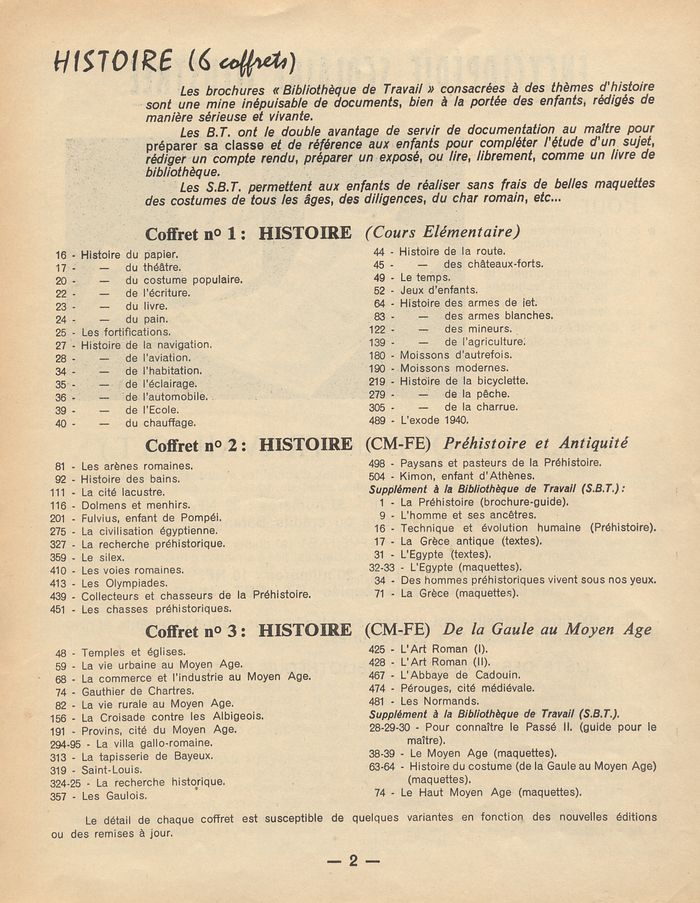 HISTOIRE (6 coffrets)
Les brochures « Bibliothèque de Travail » consacrées à des thèmes d'histoire
sont une mine inépuisable de documents, bien à la portée des enfants, rédigés de
manière sérieuse et vivante.
Les B.T. ont le double avantage de servir de documentation au maître pour
préparer sa classe et de référence aux enfants pour compléter l'étude d'un sujet,
rédiger un compte rendu, préparer un exposé, ou lire, librement, comme un livre de
bibliothèque.
Les S.B.T. permettent aux enfants de réaliser sans frais de belles maquettes
des costumes de tous les âges, des diligences, du char romain, etc...
Coffret nº 1 : HISTOIRE (Cours Elémentaire)
16 - Histoire du papier.
17 - — du théâtre.
20 - — du costume populaire.
22 - — de l'écriture.
23 - — du livre.
24 - — du pain.
25 - Les fortifications.
27 - Histoire de la navigation.
28 - — de l'aviation.
34 - — de l'habitation.
35 - — de l'éclairage.
36 - — de l'automobile.
39 - — de l'Ecole.
40 - — du chauffage.
44 - Histoire de la route.
45 - — des châteaux-forts.
49 - Le temps.
52 - Jeux d'enfants.
64 - Histoire des armes de jet.
83 - — des armes blanches.
122 - — des mineurs.
139 - — de l'agriculture.
180 - Moissons d'autrefois.
190 - Moissons modernes.
219 - Histoire de la bicyclette.
279 - — de la pêche.
305 - — de la charrue.
489 - L'exode 1940.
Coffret nº 2 : HISTOIRE (CM-FE) Préhistoire et Antiquité
81 - Les arènes romaines.
92 - Histoire des bains.
111 - La cité lacustre.
116 - Dolmens et menhirs.
201 - Fulvius, enfant de Pompéi.
275 - La civilisation égyptienne.
327 - La recherche préhistorique.
359 - Le silex.
410 - Les voies romaines.
413 - Les Olympiades.
439 - Collecteurs et chasseurs de la Préhistoire.
451 - Les chasses préhistoriques.
498 - Paysans et pasteurs de la Préhistoire.
504 - Kimon, enfant d'Athènes.
Supplément à la Bibliothèque de Travail (S.B.T.) :
1 - La Préhistoire (brochure-guide).
9 - L'homme et ses ancêtres.
16 - Technique et évolution humaine (Préhistoire).
17 - La Grèce antique (textes).
31 - L'Egypte (textes).
32-33 - L'Egypte (maquettes).
34 - Des hommes préhistoriques vivent sous nos yeux.
71 - La Grèce (maquettes).
Coffret nº 3 : HISTOIRE (CM-FE) De la Gaule au Moyen Age
48 - Temples et églises.
59 - La vie urbaine au Moyen Age.
68 - La commerce et l'industrie au Moyen Age.
74 - Gauthier de Chartres.
82 - La vie rurale au Moyen Age.
156 - La Croisade contre les Albigeois.
191 - Provins, cité du Moyen Age.
294-95 - La villa gallo-romaine.
313 - La tapisserie de Bayeux.
319 - Saint-Louis.
324-25 - La recherche historique.
357 - Les Gaulois.
425 - L'Art Roman (I).
428 - L'Art Roman (II).
467 - L'Abbaye de Cadouin.
474 - Pérouges, cité médiévale.
481 - Les Normands.
Supplément à la Bibliothèque de Travail (S.B.T.).
28-29-30 - Pour connaître le Passé II. (guide pour le
maître).
38-39 - Le Moyen Age (maquettes).
63-64 - Histoire du costume (de la Gaule au Moyen Age)
(maquettes).
74 - Le Haut Moyen Age (maquettes).
Le détail de chaque coffret est susceptible de quelques variantes en fonction des nouvelles éditions
ou des remises à jour.
— 2 —